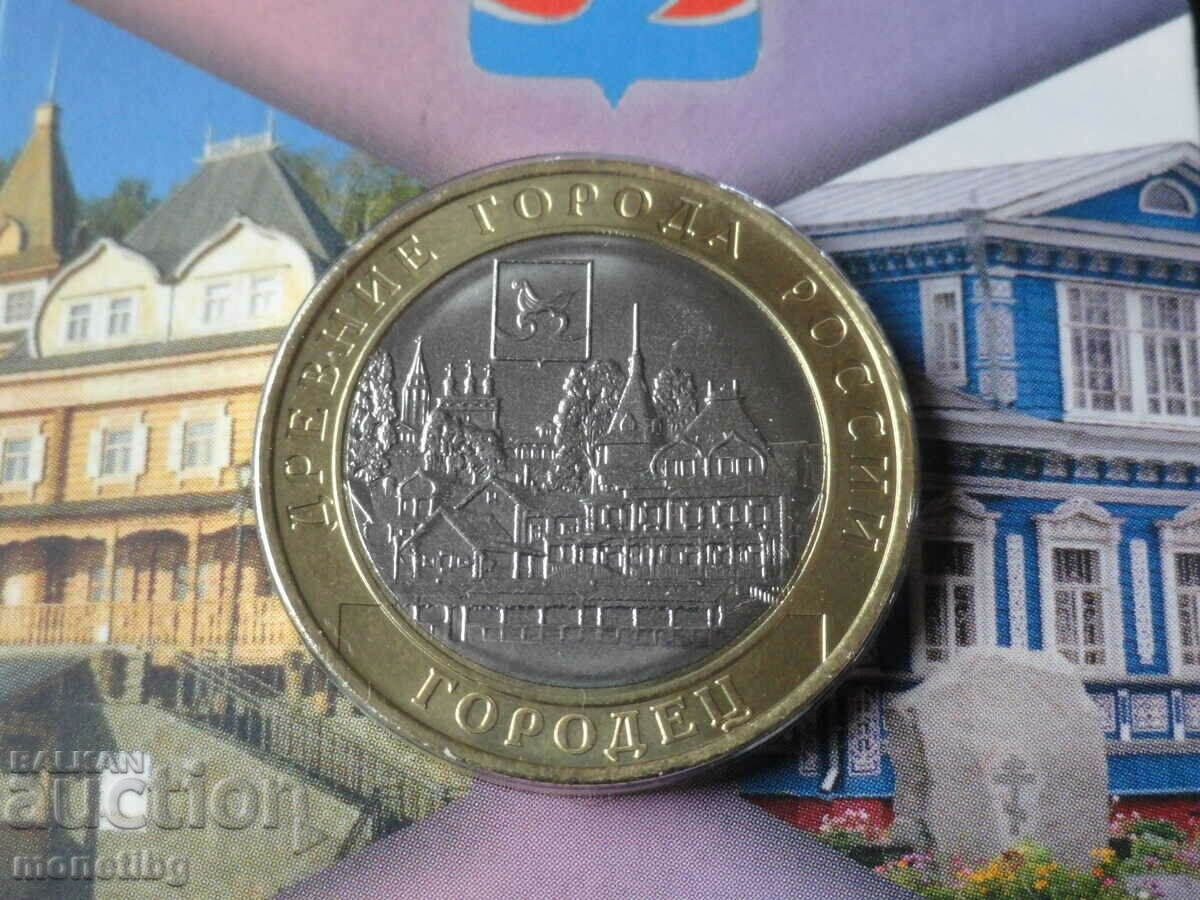 ДРЕВНИЕ ГОРОДА РОССИИ
ГОРОДЕЦ
BALKAN
auction
monetibg